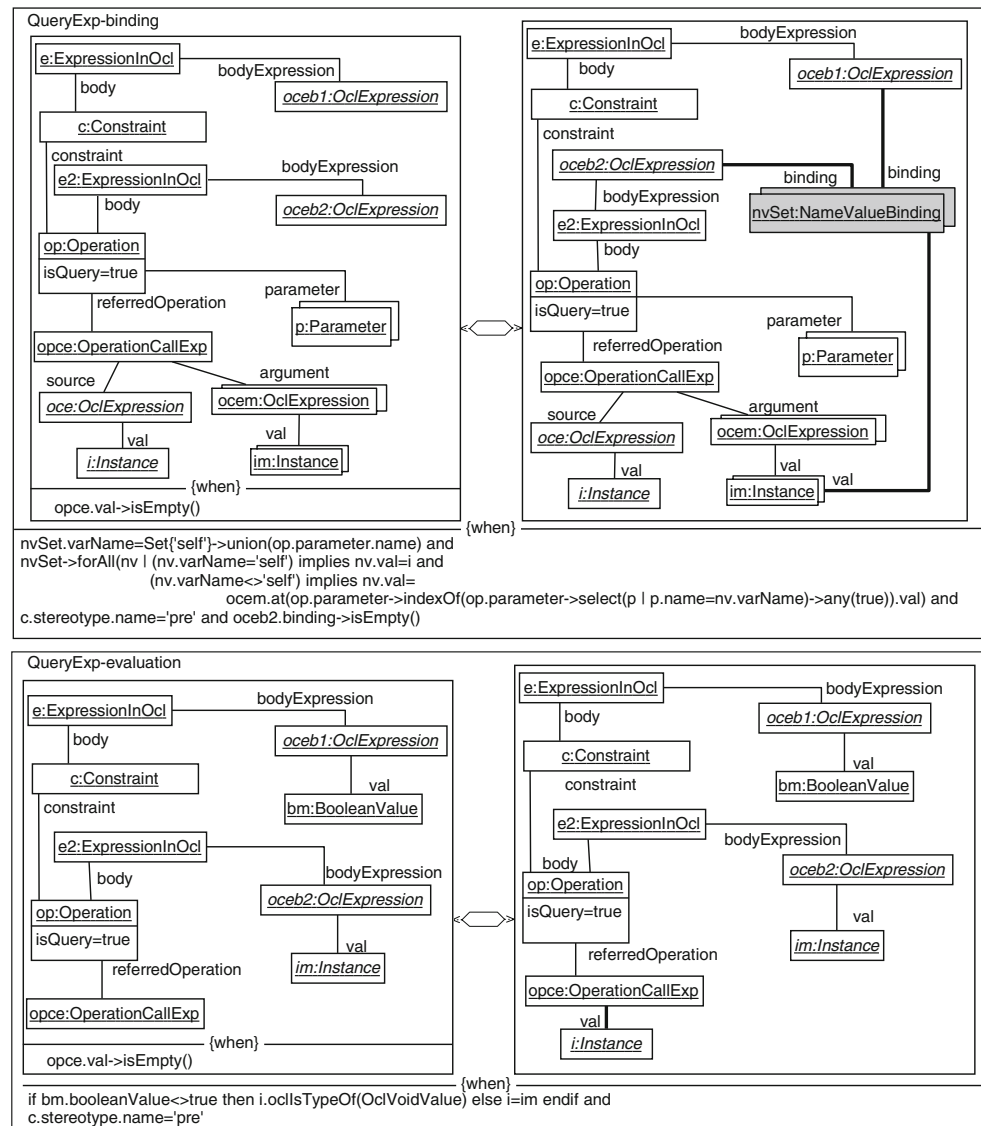 QueryExp-binding
e:ExpressionInOcl
bodyExpression
body
oceb1:OclExpression
c:Constraint
constraint
e2:ExpressionInOcl
bodyExpression
body
oceb2:OclExpression
op:Operation
isQuery=true
parameter
referredOperation
p:Parameter
opce:OperationCallExp
source
argument
oce:OclExpression
ocem:OclExpression
val
val
i:Instance
im:Instance
{when}
opce.val->isEmpty()
e:ExpressionInOcl
bodyExpression
body
oceb1:OclExpression
c:Constraint
constraint
oceb2:OclExpression
binding
binding
bodyExpression
nvSet:NameValueBinding
e2:ExpressionInOcl
body
op:Operation
isQuery=true
parameter
referredOperation
p:Parameter
opce:OperationCallExp
argument
source
oce:OclExpression
ocem:OclExpression
val
val
val
i:Instance
im:Instance
{when}
nvSet.varName=Set{'self'}->union(op.parameter.name) and
nvSet->forAll(nv | (nv.varName='self') implies nv.val=i and
(nv.varName<>'self') implies nv.val=
ocem.at(op.parameter->indexOf(op.parameter->select(p | p.name=nv.varName)->any(true)).val) and
c.stereotype.name='pre' and oceb2.binding->isEmpty()
QueryExp-evaluation
e:ExpressionInOcl
bodyExpression
body
oceb1:OclExpression
c:Constraint
val
constraint
bm:BooleanValue
e2:ExpressionInOcl
bodyExpression
body
oceb2:OclExpression
op:Operation
isQuery=true
val
im:Instance
referredOperation
opce:OperationCallExp
{when}
opce.val->isEmpty()
e:ExpressionInOcl
bodyExpression
body
oceb1:OclExpression
c:Constraint
val
constraint
bm:BooleanValue
e2:ExpressionInOcl
bodyExpression
body
oceb2:OclExpression
op:Operation
isQuery=true
val
im:Instance
referredOperation
opce:OperationCallExp
val
i:Instance
{when}
if bm.booleanValue<>true then i.oclIsTypeOf(OclVoidValue) else i=im endif and
c.stereotype.name='pre'